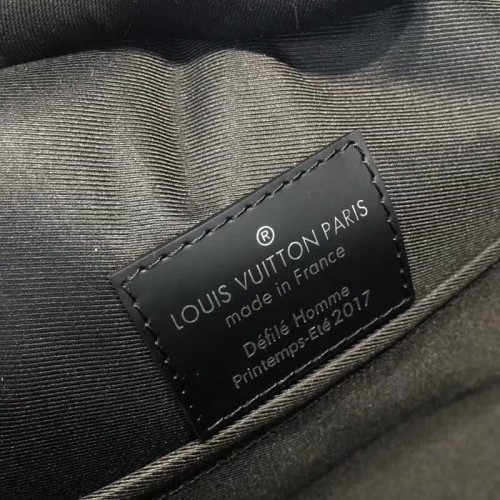 ®
LOUIS VUITTON PARIS
made in France
Défilé Homme
Printemps-Eté 2017